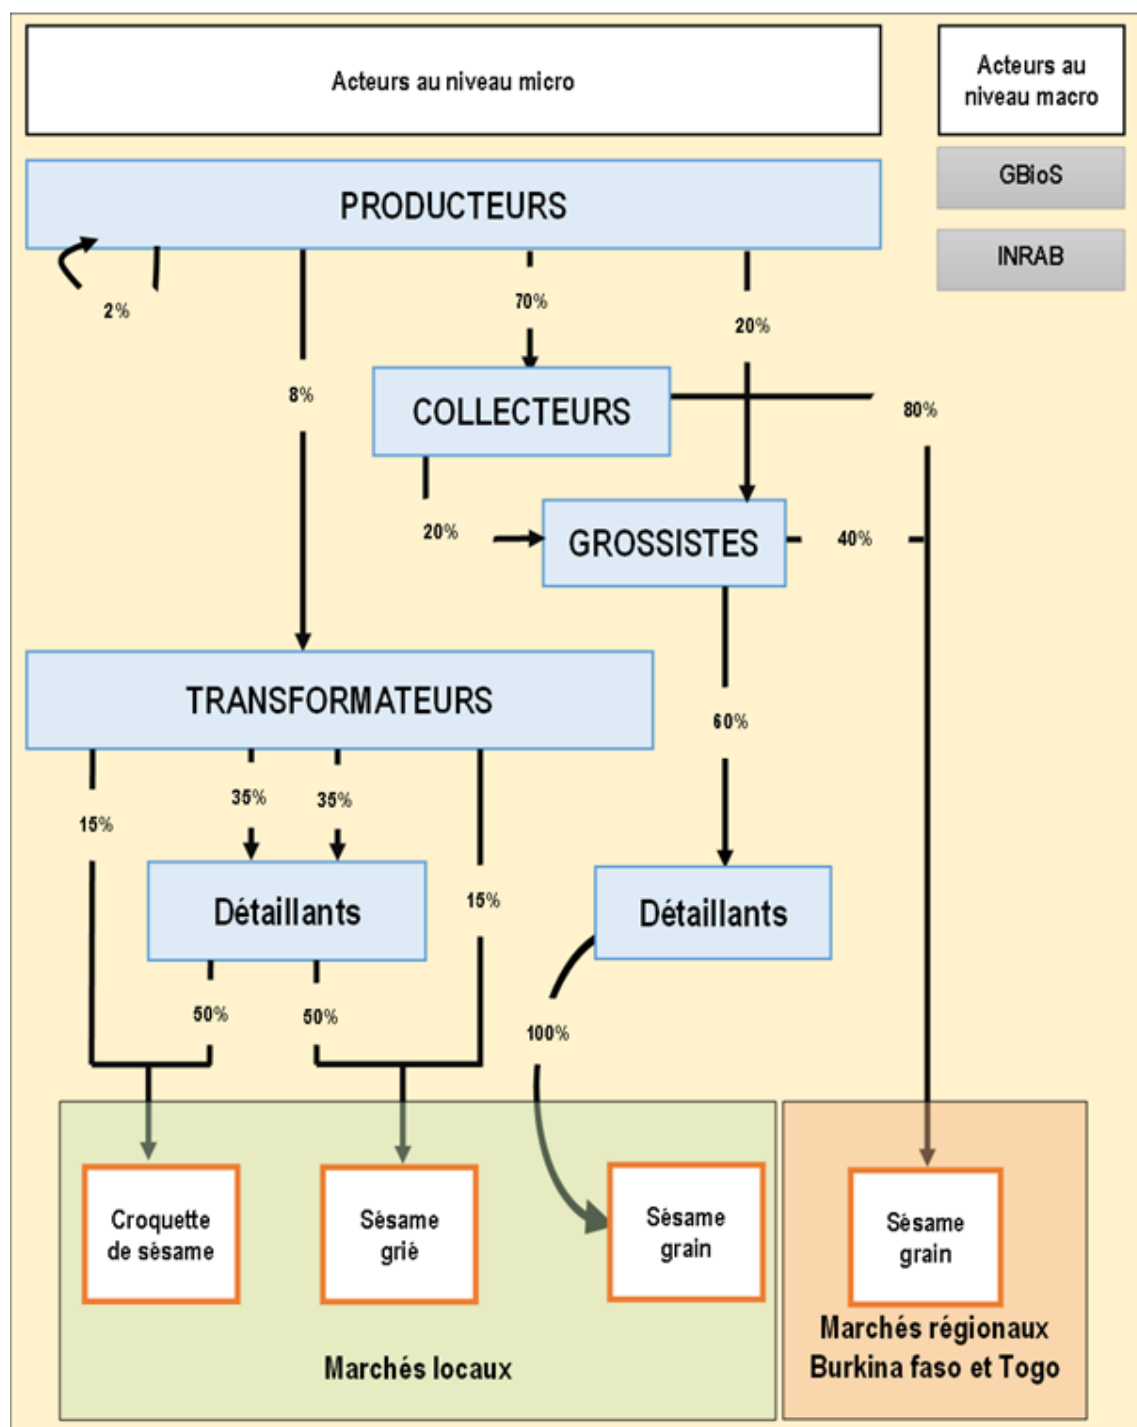 Acteurs au niveau micro
Acteurs au
niveau macro
PRODUCTEURS
GBioS
INRAB
2%
8%
70%
20%
COLLECTEURS
80%
20%
GROSSISTES
40%
TRANSFORMATEURS
60%
15%
35%
35%
15%
Détaillants
Détaillants
50%
50%
100%
Croquette
de sésame
Sésame
grié
Sésame
grain
Sésame
grain
Marchés locaux
Marchés régionaux
Burkina faso et Togo